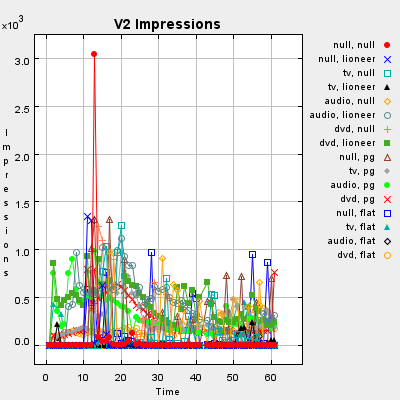 V2 Impressions
x10³
3.0
2.5
2.0
1.5
1.0
0.5
0.0
Impressions
0 10 20 30 40 50 60
Time
null, null
null, lioneer
tv, null
tv, lioneer
audio, null
audio, lioneer
dvd, null
dvd, lioneer
null, pg
tv, pg
audio, pg
dvd, pg
null, flat
tv, flat
audio, flat
dvd, flat